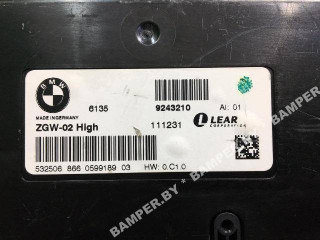 BMW
6135 9243210 AI: 01
MADE IN GERMANY
ZGW-02 High 111231 LEAR
CORPORATION
532506 866 0599189 03 HW: 0.C1.0
BAMPER.BY * BAMPER.BY * BAMPER